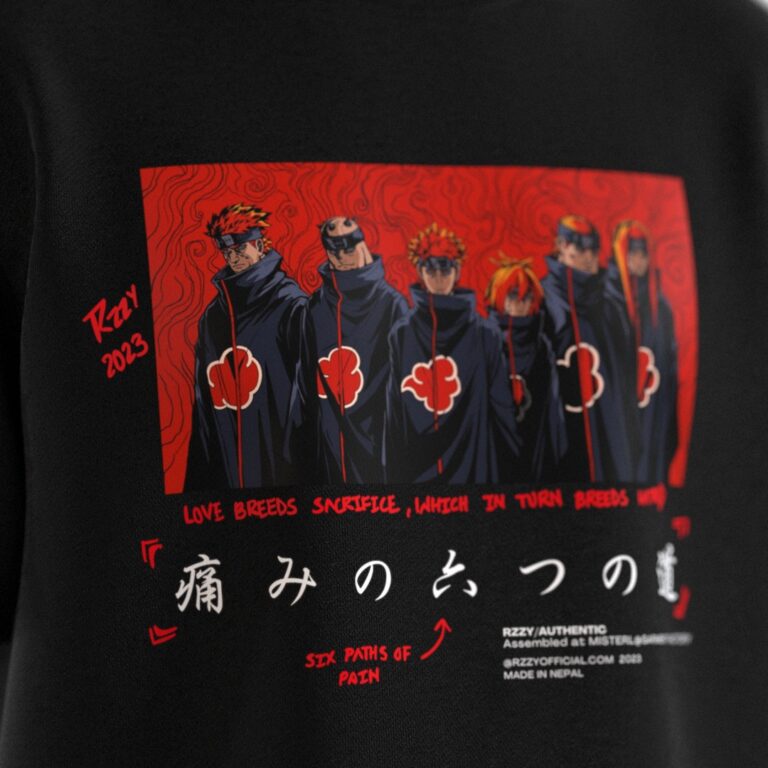 RZZY
2023
LOVE BREEDS SACRIFICE, WHICH IN TURN BREEDS
痛みの六つの道
SIX PATHS OF
PAIN
RZZY/AUTHENTIC
Assembled at
@RZZYOFFICIAL.COM 2023
MADE IN NEPAL